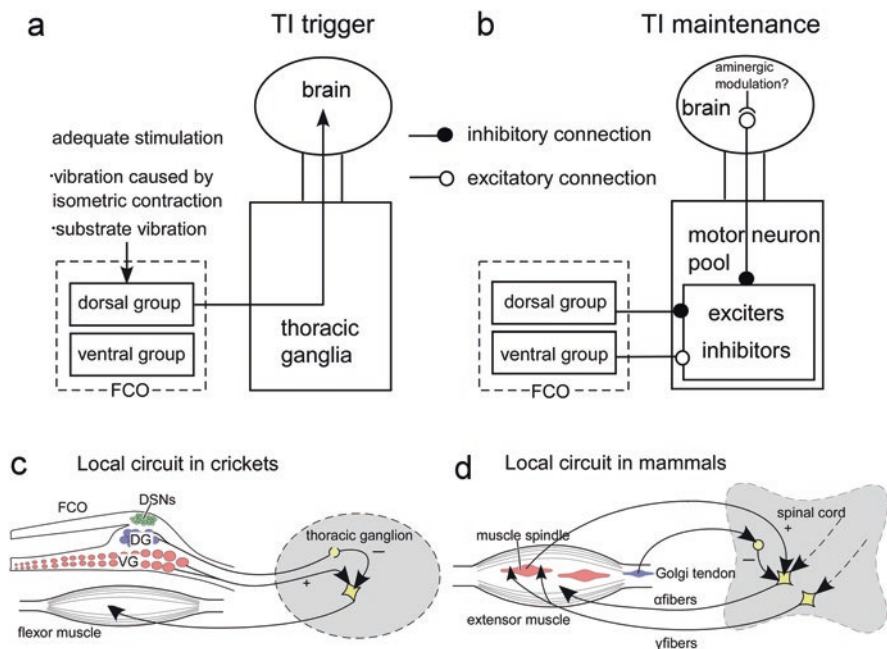 a
TI trigger
brain
adequate stimulation
·vibration caused by
isometric contraction
·substrate vibration
dorsal group
ventral group
FCO
thoracic
ganglia
inhibitory connection
excitatory connection
b
TI maintenance
aminergic
modulation?
brain
motor neuron
pool
dorsal group
ventral group
FCO
exciters
inhibitors
c
Local circuit in crickets
FCO
DSNs
DG
VG
thoracic ganglion
−
+
flexor muscle
d
Local circuit in mammals
spinal cord
+
muscle spindle
−
Golgi tendon
αfibers
extensor muscle
γfibers